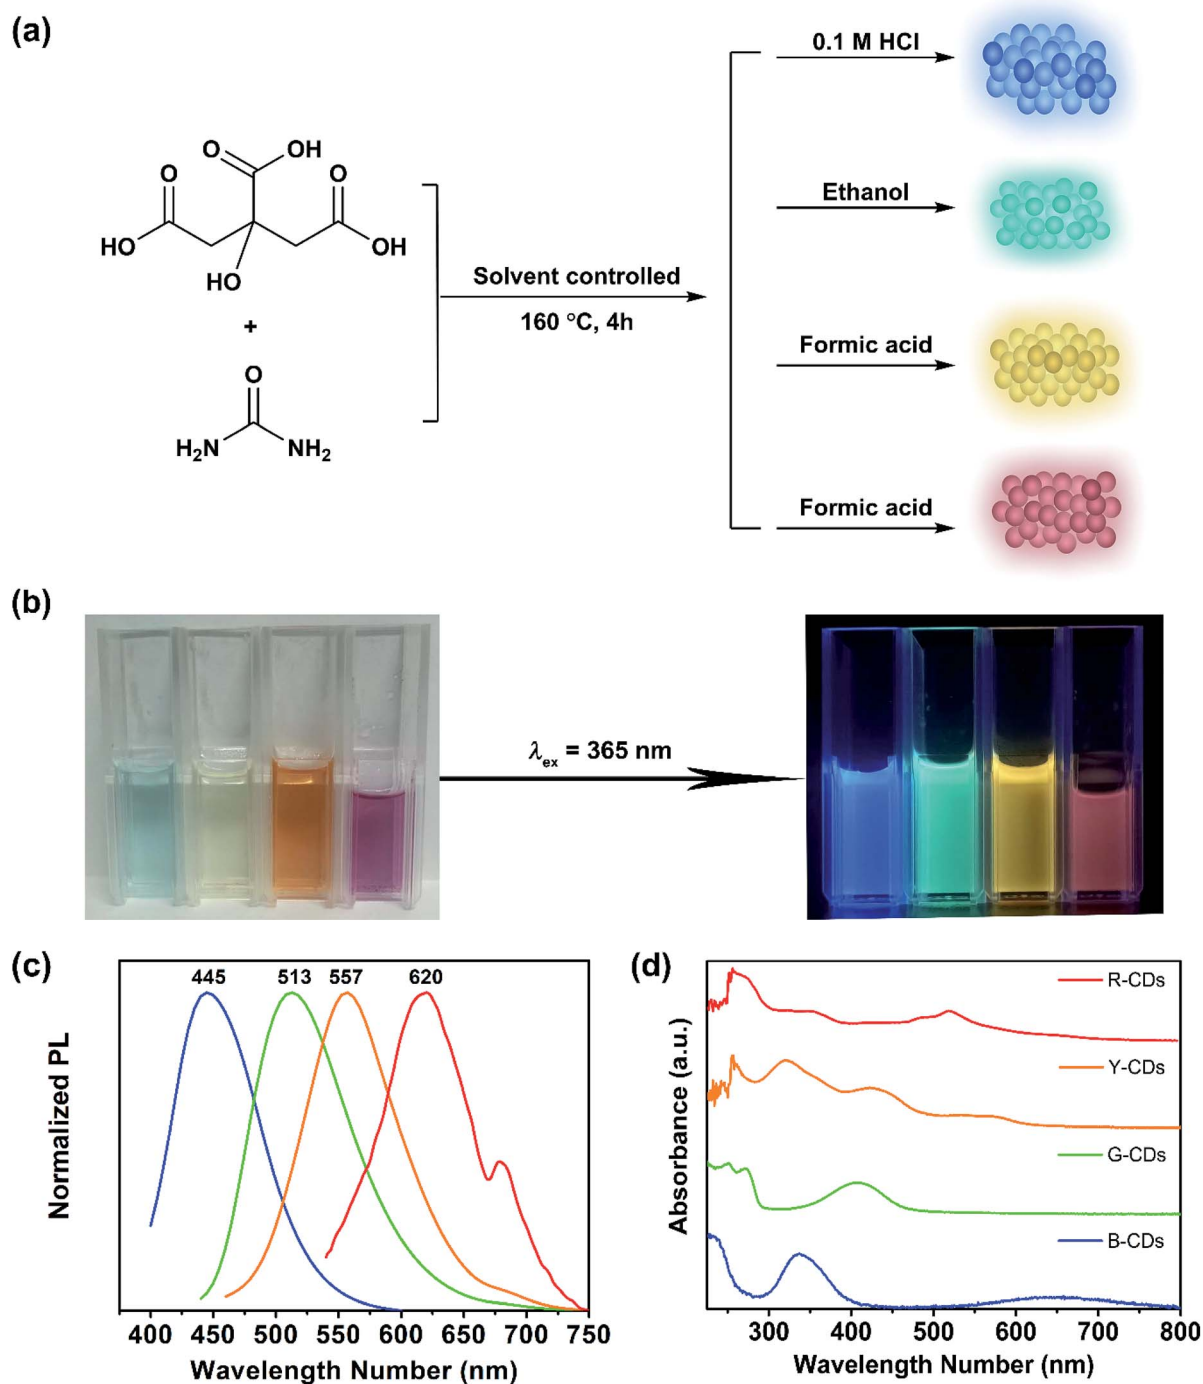 (a)
0.1 M HCl
Ethanol
Formic acid
Formic acid
O
OH
O
O
HO
OH
HO
+
O
H₂N
NH₂
Solvent controlled
160 °C, 4h
(b)
λex = 365 nm
(c)
445 513 557 620
Normalized PL
400 450 500 550 600 650 700 750
Wavelength Number (nm)
(d)
R-CDs
Y-CDs
G-CDs
B-CDs
Absorbance (a.u.)
300 400 500 600 700 800
Wavelength Number (nm)